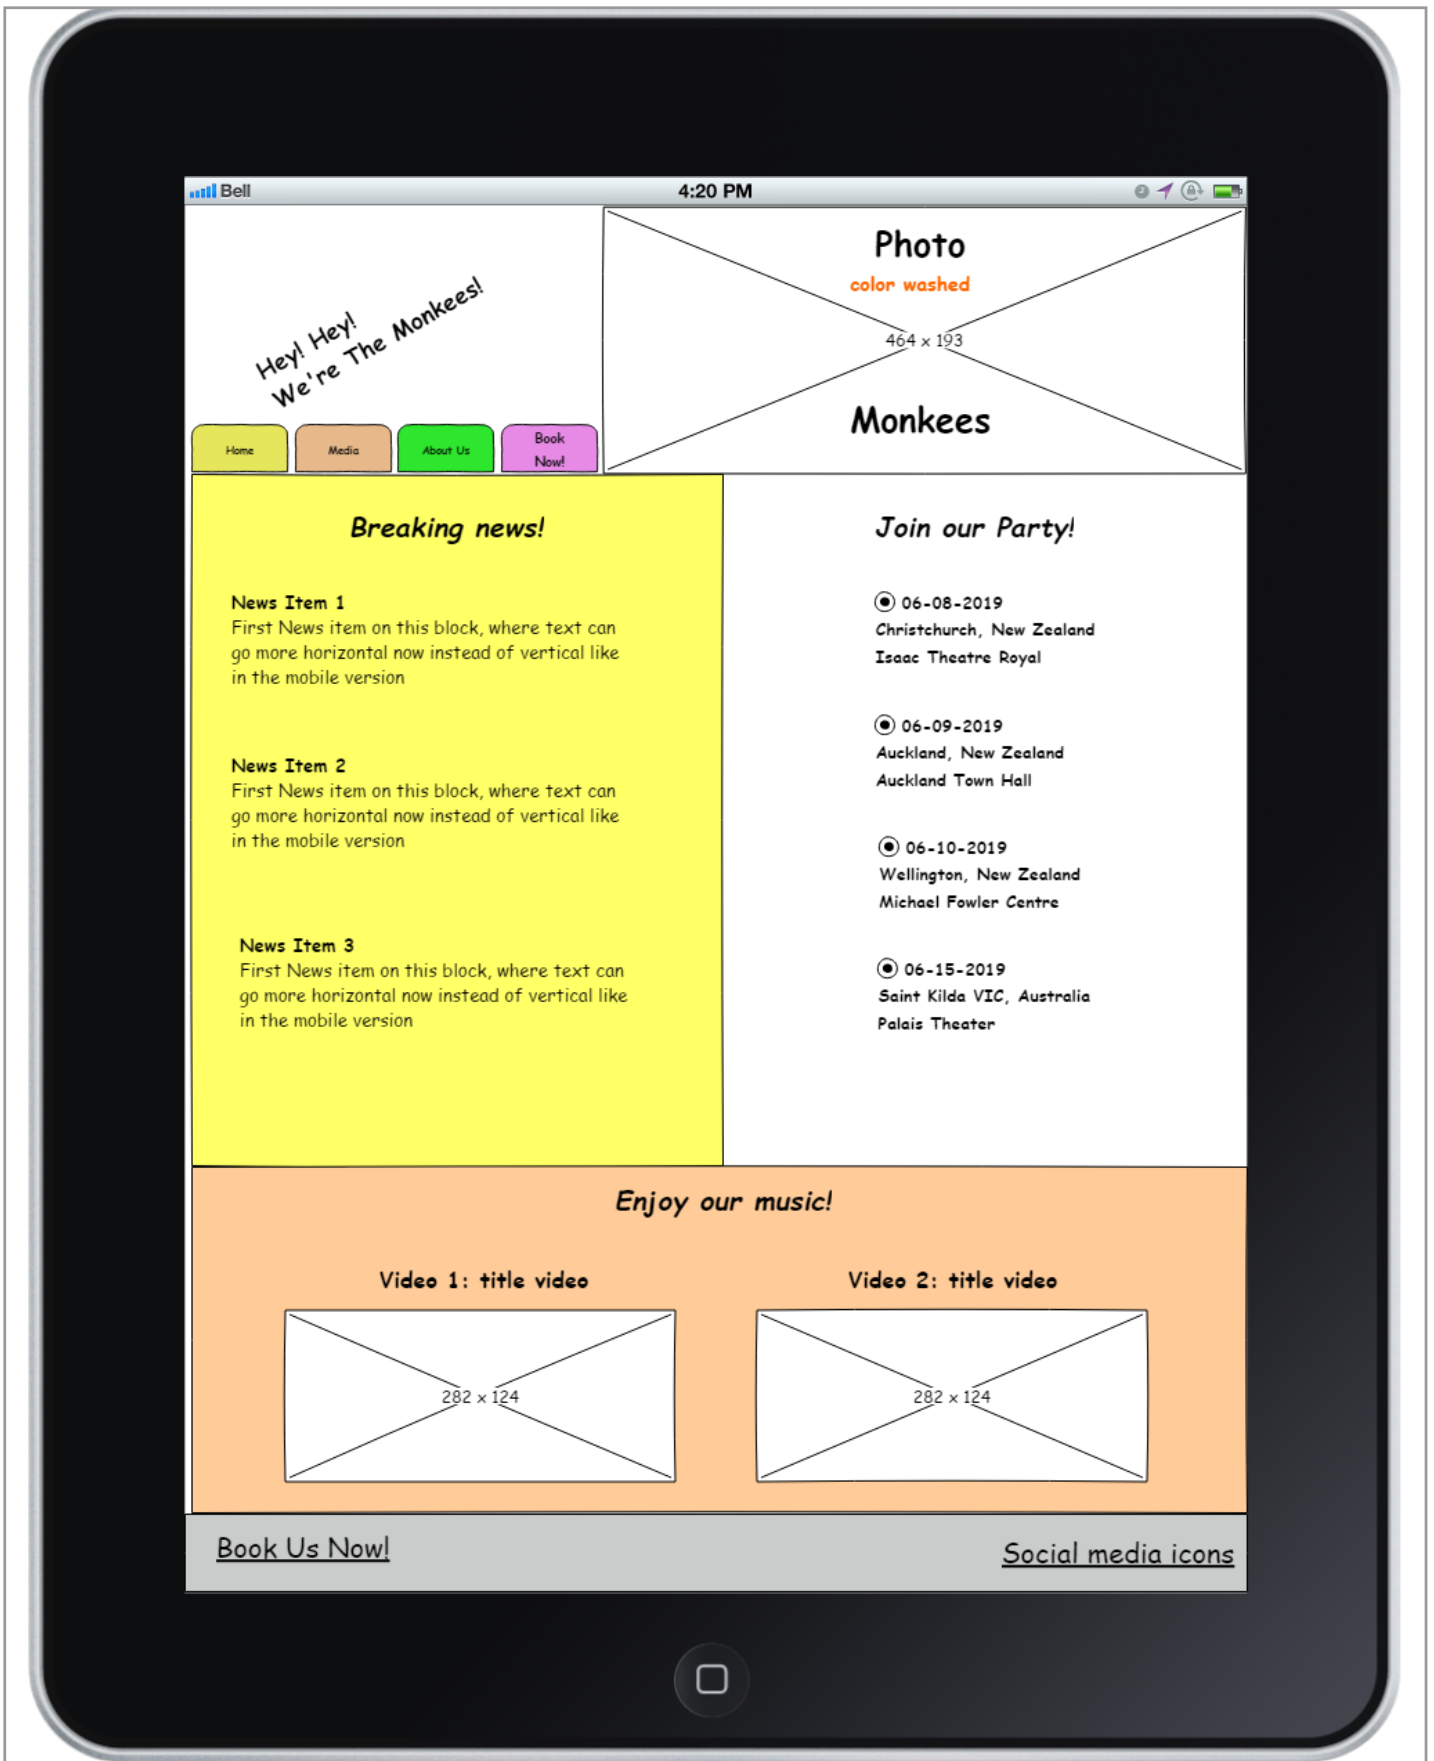 Bell
4:20 PM
Hey! Hey!
We're The Monkees!
Photo
color washed
464 x 193
Monkees
Home
Media
About Us
Book
Now!
Breaking news!
News Item 1
First News item on this block, where text can
go more horizontal now instead of vertical like
in the mobile version
News Item 2
First News item on this block, where text can
go more horizontal now instead of vertical like
in the mobile version
News Item 3
First News item on this block, where text can
go more horizontal now instead of vertical like
in the mobile version
Join our Party!
06-08-2019
Christchurch, New Zealand
Isaac Theatre Royal
06-09-2019
Auckland, New Zealand
Auckland Town Hall
06-10-2019
Wellington, New Zealand
Michael Fowler Centre
06-15-2019
Saint Kilda VIC, Australia
Palais Theater
Enjoy our music!
Video 1: title video
282 x 124
Video 2: title video
282 x 124
Book Us Now!
Social media icons